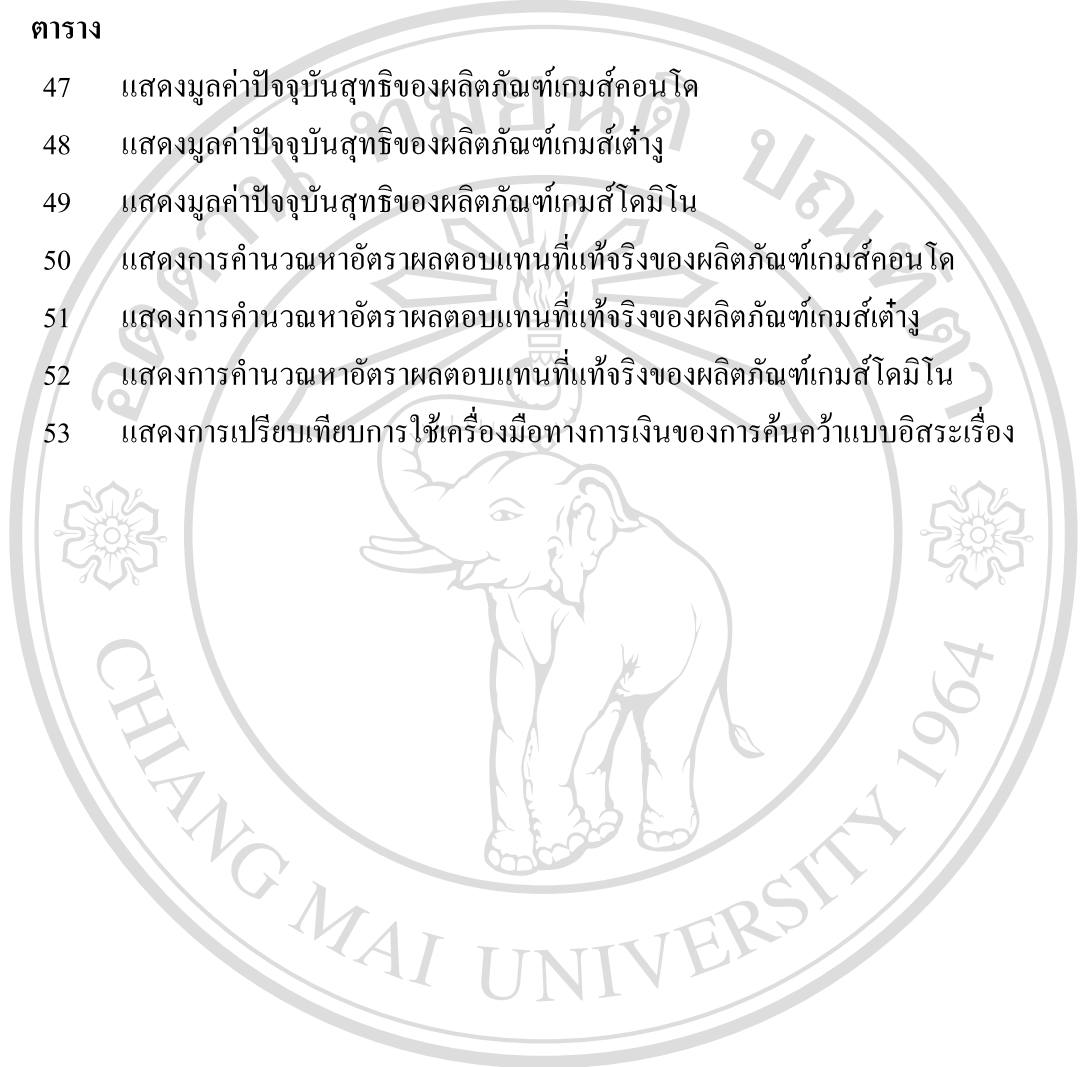 ตาราง
47 แสดงมูลค่าปัจจุบันสุทธิของผลิตภัณฑ์เกมส์คอนโด
48 แสดงมูลค่าปัจจุบันสุทธิของผลิตภัณฑ์เกมส์เต๋างู
49 แสดงมูลค่าปัจจุบันสุทธิของผลิตภัณฑ์เกมส์โดมิโน
50 แสดงการคำนวณหาอัตราผลตอบแทนที่แท้จริงของผลิตภัณฑ์เกมส์คอนโด
51 แสดงการคำนวณหาอัตราผลตอบแทนที่แท้จริงของผลิตภัณฑ์เกมส์เต๋างู
52 แสดงการคำนวณหาอัตราผลตอบแทนที่แท้จริงของผลิตภัณฑ์เกมส์โดมิโน
53 แสดงการเปรียบเทียบการใช้เครื่องมือทางการเงินของการค้นคว้าแบบอิสระเรื่อง
อตฺตานํ ทมยนฺติ ปณฺฑิตา
CHIANG MAI UNIVERSITY 1964